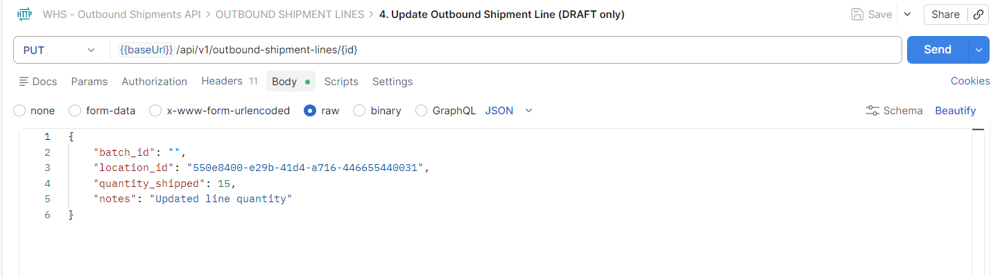 HTTP WHS - Outbound Shipments API > OUTBOUND SHIPMENT LINES > 4. Update Outbound Shipment Line (DRAFT only) Save Share
PUT {{baseUrl}} /api/v1/outbound-shipment-lines/{id} Send
Docs Params Authorization Headers 11 Body Scripts Settings Cookies
none form-data x-www-form-urlencoded raw binary GraphQL JSON Schema Beautify
1 {
2 "batch_id": "",
3 "location_id": "550e8400-e29b-41d4-a716-446655440031",
4 "quantity_shipped": 15,
5 "notes": "Updated line quantity"
6 }